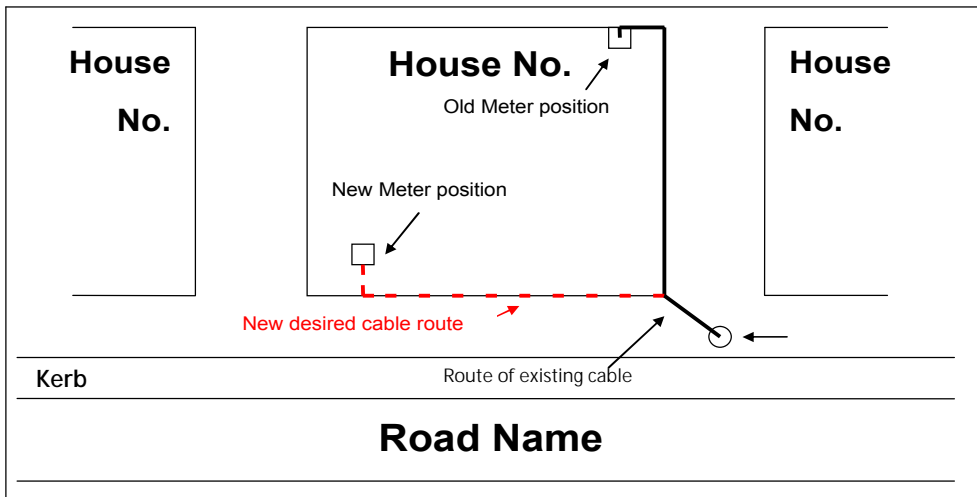 House
No.
House No.
House
No.
Old Meter position
New Meter position
New desired cable route
Route of existing cable
Kerb
Road Name